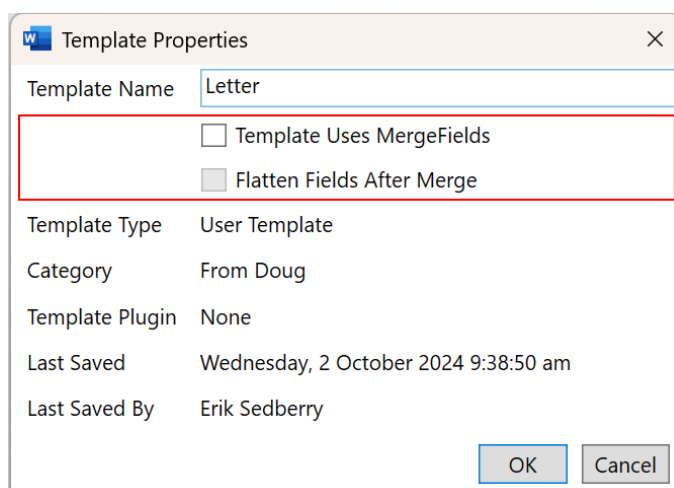 Template Properties
Template Name Letter
Template Uses MergeFields
Flatten Fields After Merge
Template Type User Template
Category From Doug
Template Plugin None
Last Saved Wednesday, 2 October 2024 9:38:50 am
Last Saved By Erik Sedberry
OK Cancel